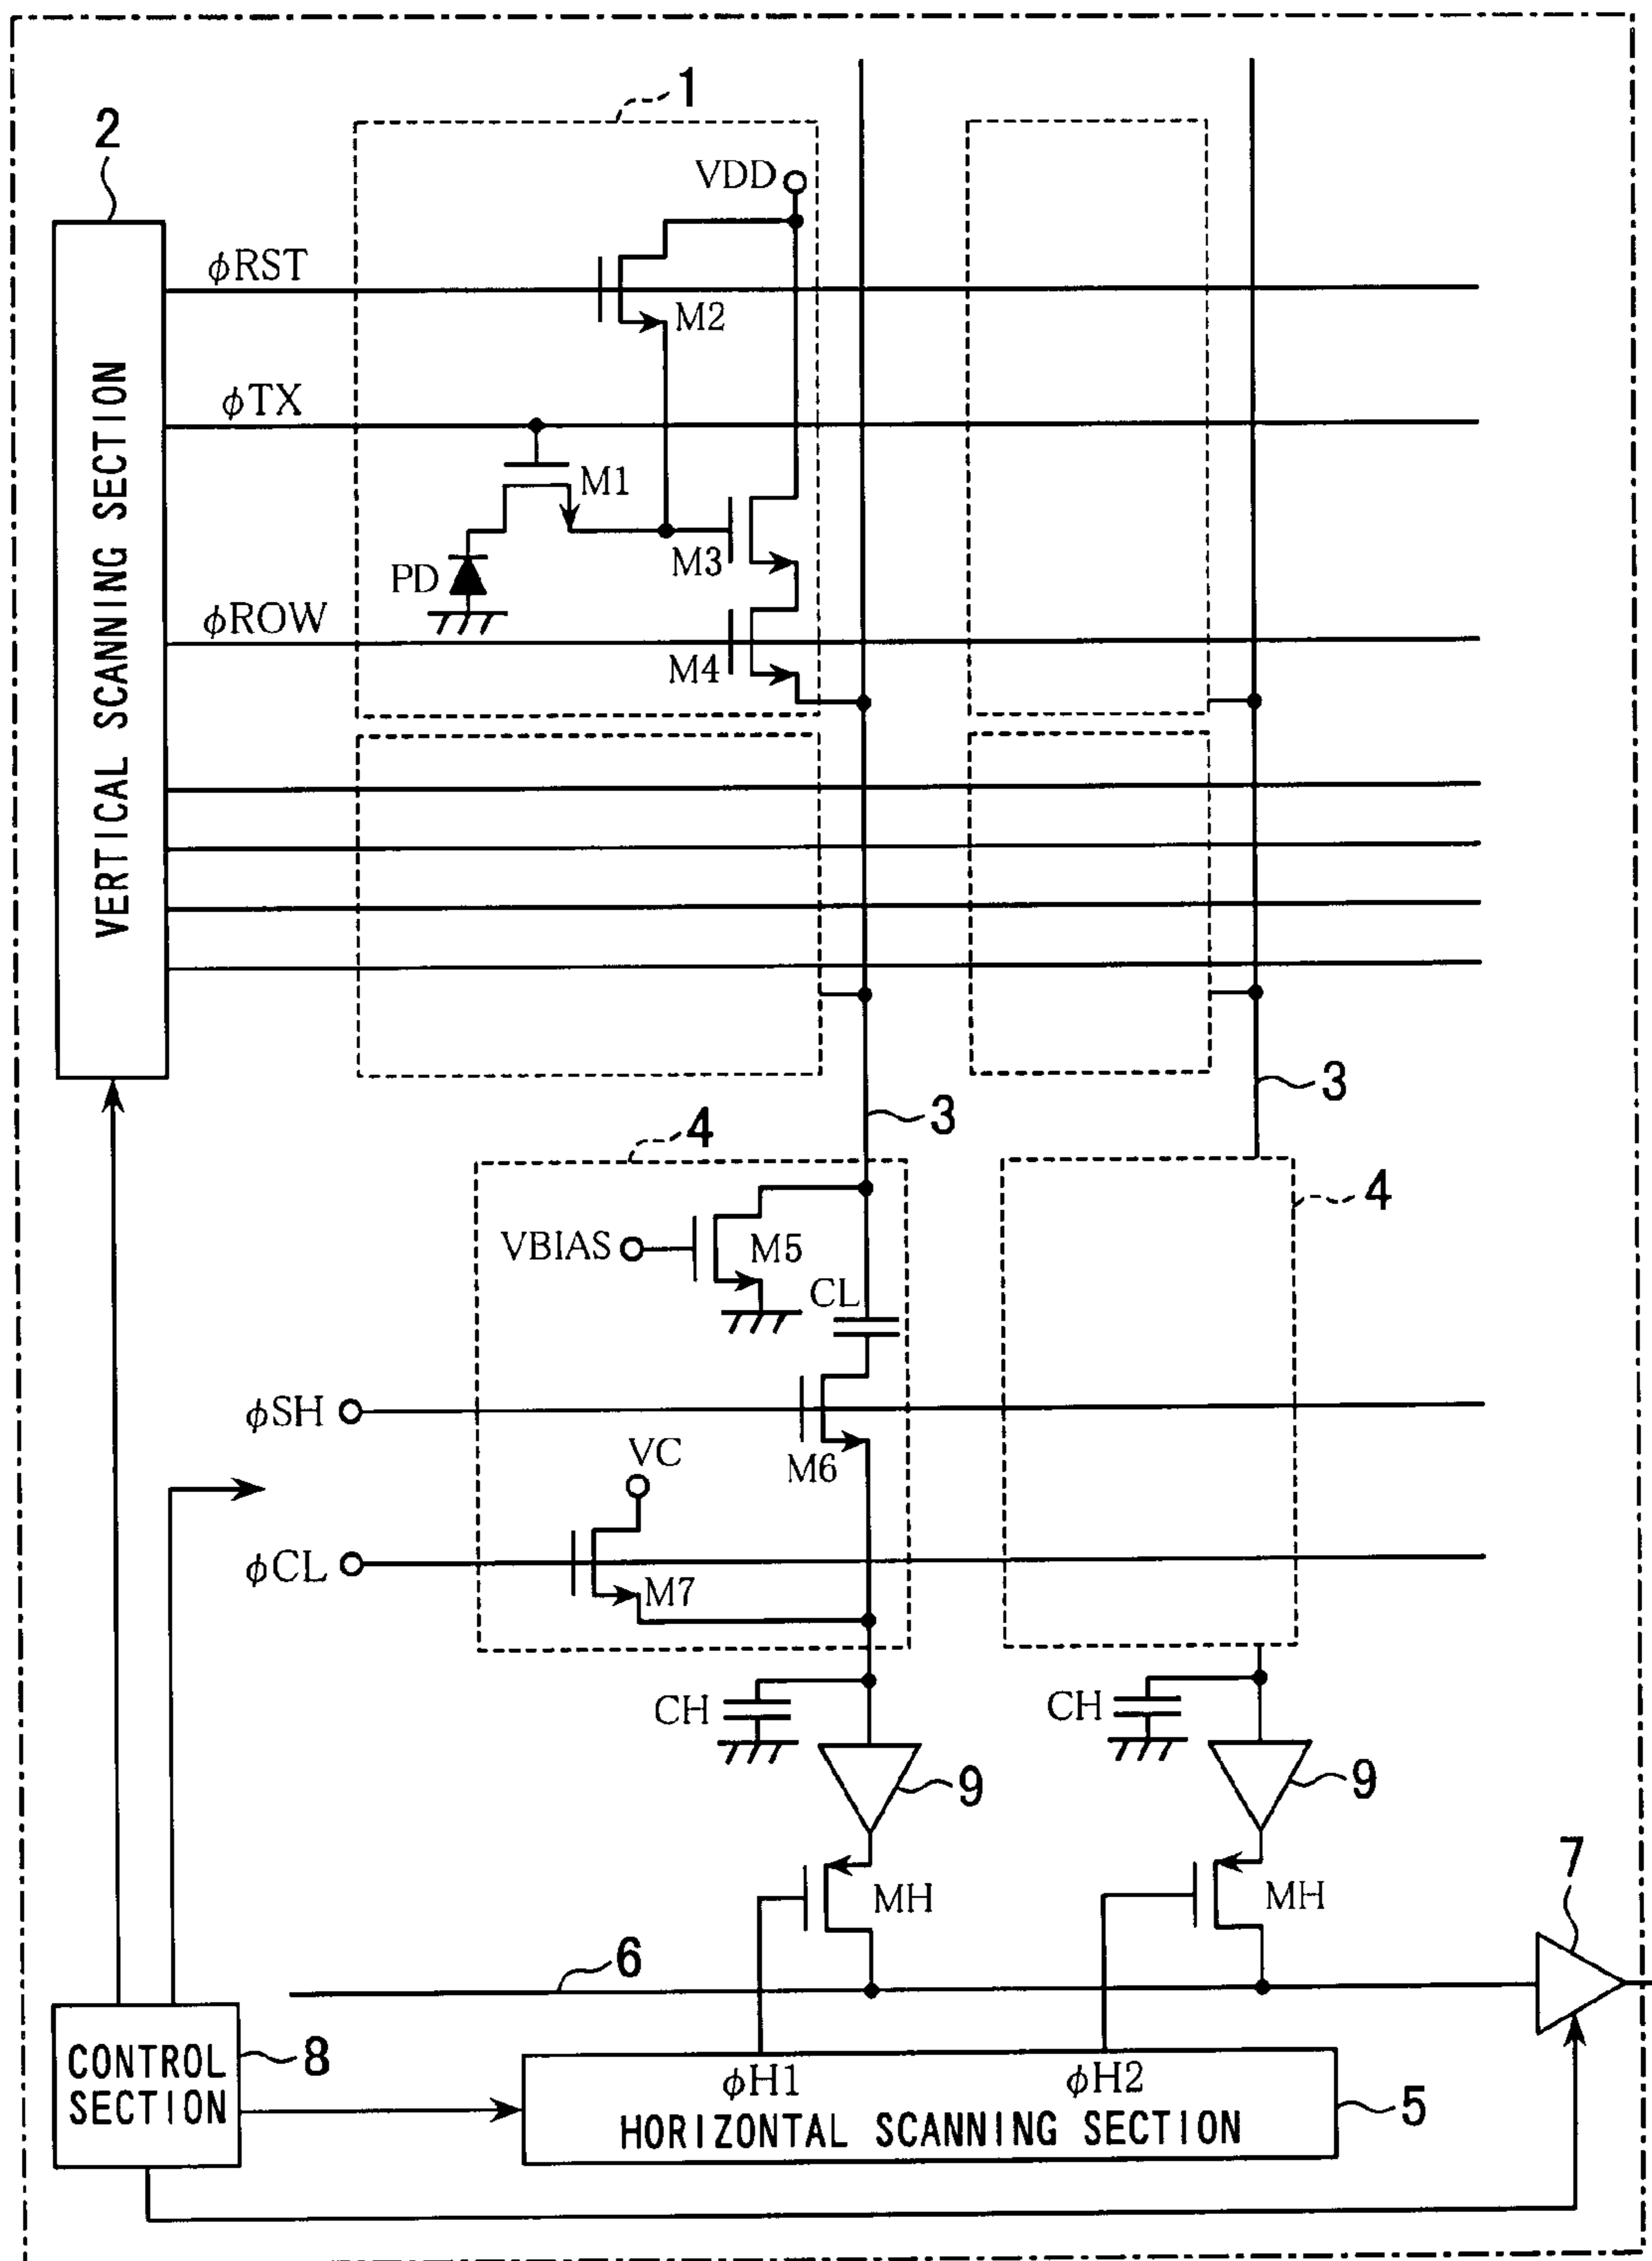 1
2
VDD
φRST
M2
φTX
M1
M3
PD
φROW
M4
VERTICAL SCANNING SECTION
3
3
4
4
VBIAS
M5
CL
φSH
M6
VC
φCL
M7
CH
CH
9
9
7
MH
MH
6
CONTROL
SECTION
8
φH1
φH2
HORIZONTAL SCANNING SECTION
5